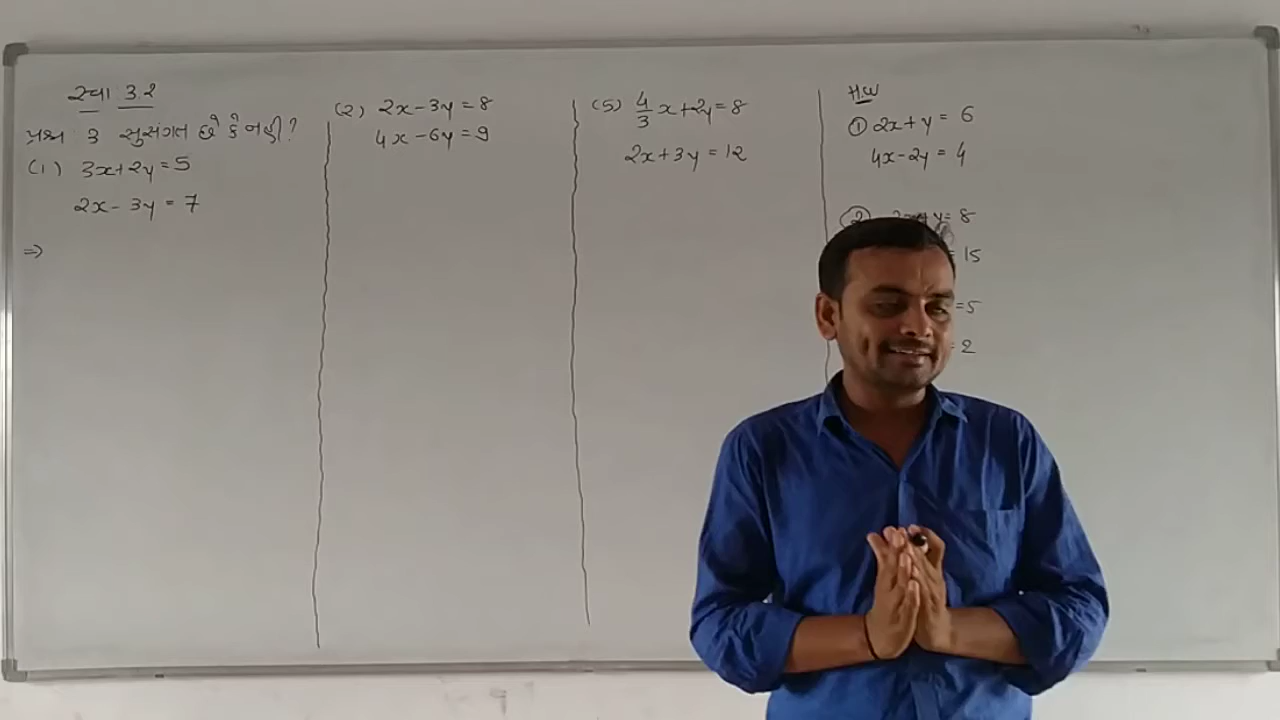 સ્વા 3.2
પ્રશ્ન 3 સુસંગત છે કે નહી?
(1) 3x+2y=5
2x-3y=7
⇒
(2) 2x-3y=8
4x-6y=9
(5) 4/3 x+2y=8
2x+3y=12
H.W
① 2x+y=6
4x-2y=4
② y=8
=15
=5
=2